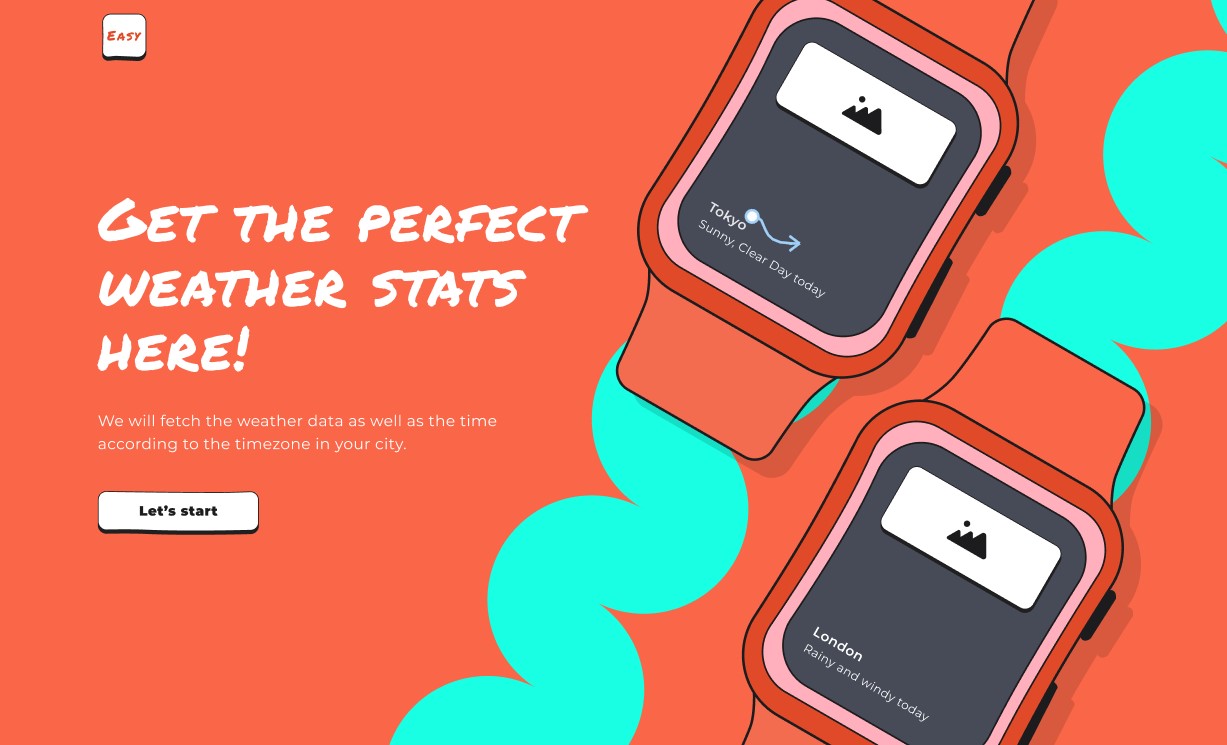 Easy
Get the perfect
weather stats
here!
We will fetch the weather data as well as the time
according to the timezone in your city.
Let's start
Tokyo
Sunny, Clear Day today
London
Rainy and windy today